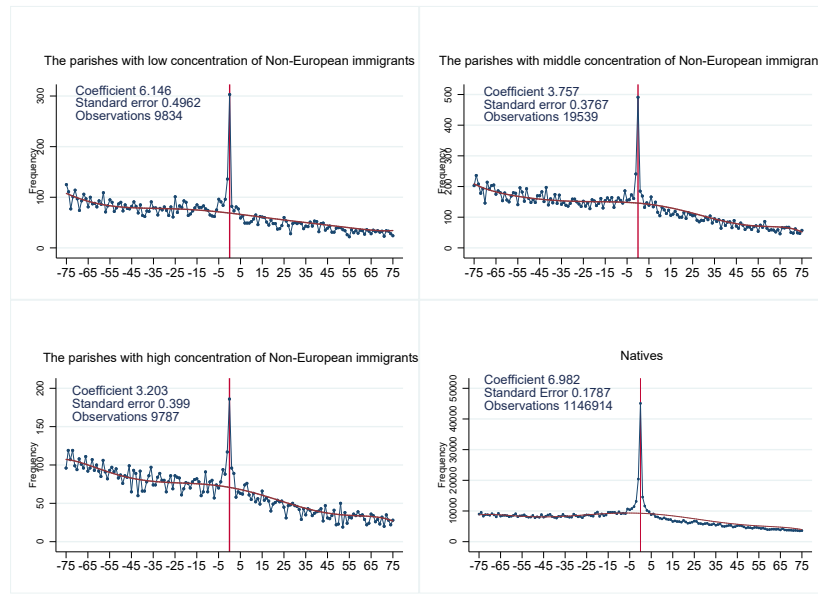 The parishes with low concentration of Non-European immigrants
Coefficient 6.146
Standard error 0.4962
Observations 9834
Frequency
300
200
100
0
-75 -65 -55 -45 -35 -25 -15 -5 5 15 25 35 45 55 65 75
The parishes with middle concentration of Non-European immigran
Coefficient 3.757
Standard error 0.3767
Observations 19539
Frequency
500
400
300
200
100
0
-75 -65 -55 -45 -35 -25 -15 -5 5 15 25 35 45 55 65 75
The parishes with high concentration of Non-European immigrants
Coefficient 3.203
Standard error 0.399
Observations 9787
Frequency
200
150
100
50
0
-75 -65 -55 -45 -35 -25 -15 -5 5 15 25 35 45 55 65 75
Natives
Coefficient 6.982
Standard Error 0.1787
Observations 1146914
Frequency
50000
40000
30000
20000
10000
0
-75 -65 -55 -45 -35 -25 -15 -5 5 15 25 35 45 55 65 75